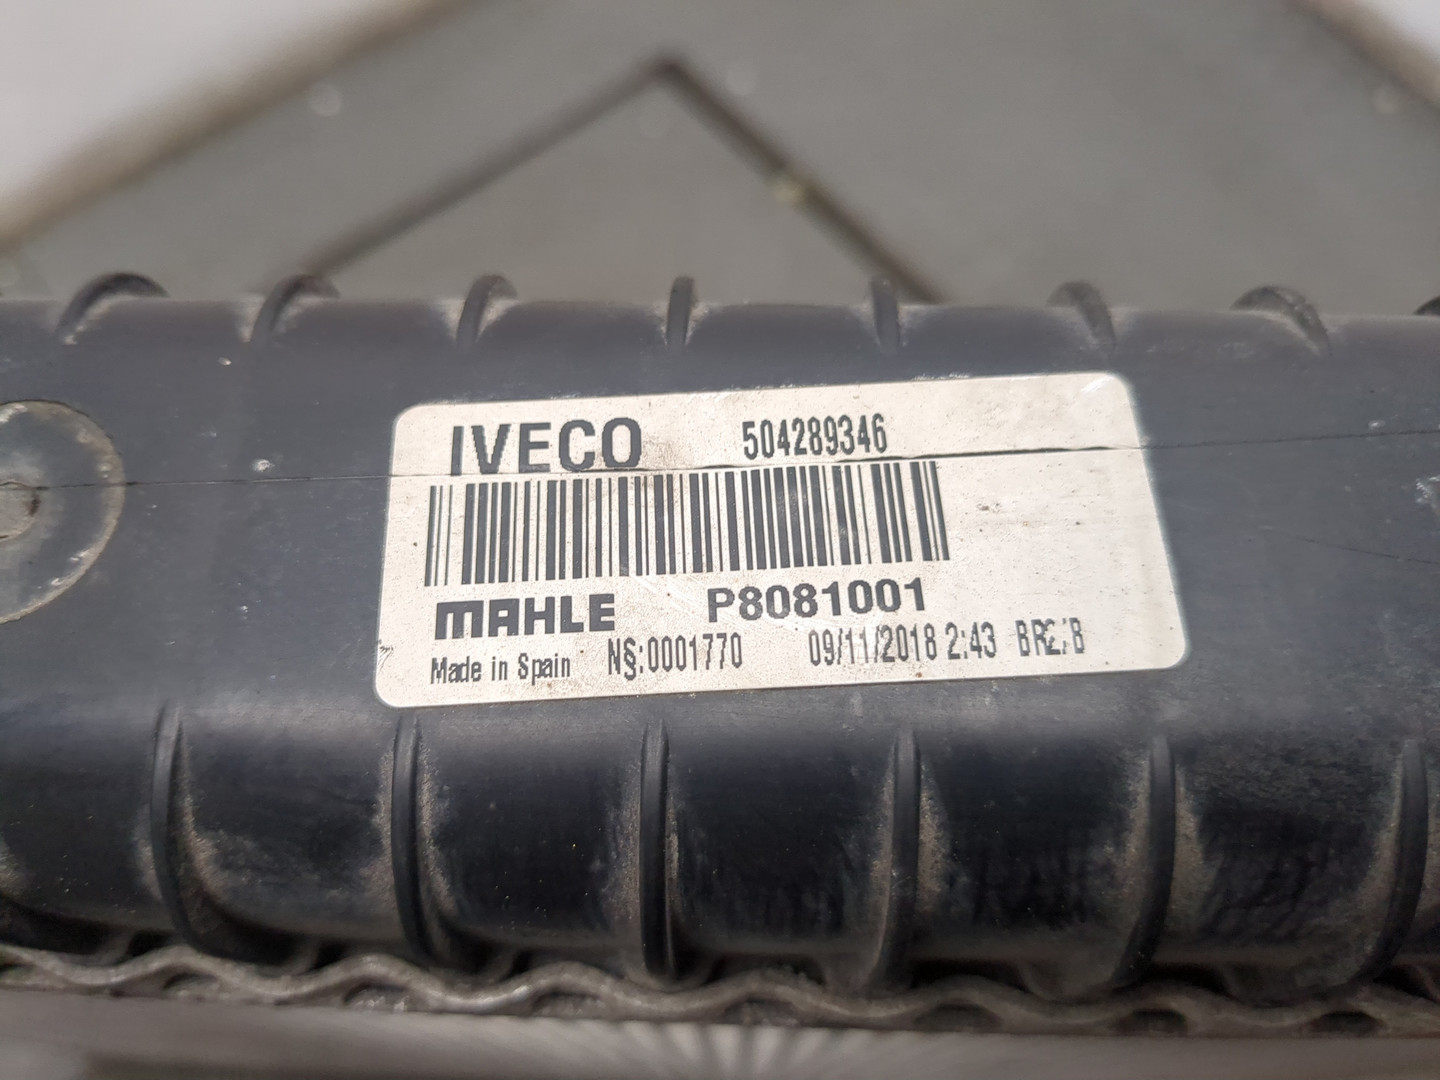 IVECO 504289346
MAHLE P8081001
Made in Spain N§:0001770 09/11/2018 2:43